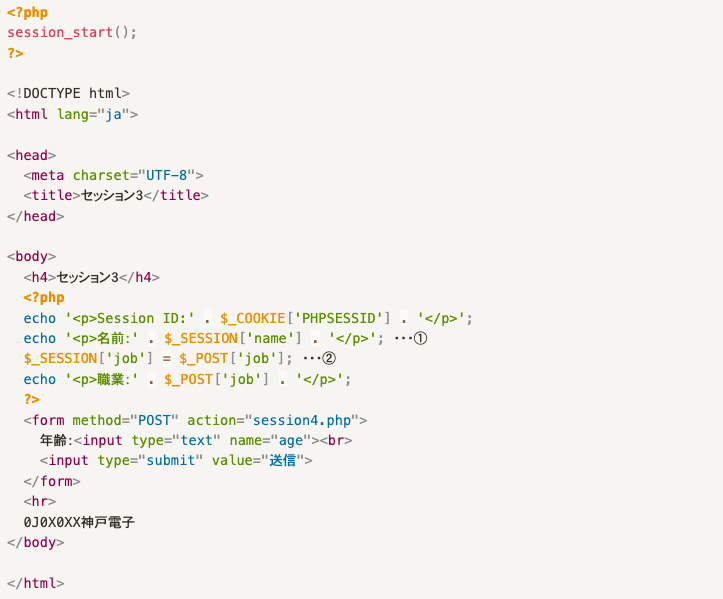 <?php
session_start();
?>
<!DOCTYPE html>
<html lang="ja">
<head>
<meta charset="UTF-8">
<title>セッション3</title>
</head>
<body>
<h4>セッション3</h4>
<?php
echo '<p>Session ID:' . $_COOKIE['PHPSESSID'] . '</p>';
echo '<p>名前:' . $_SESSION['name'] . '</p>'; ···①
$_SESSION['job'] = $_POST['job']; ···②
echo '<p>職業:' . $_POST['job'] . '</p>';
?>
<form method="POST" action="session4.php">
年齢:<input type="text" name="age"><br>
<input type="submit" value="送信">
</form>
<hr>
0J0X0XX神戸電子
</body>
</html>